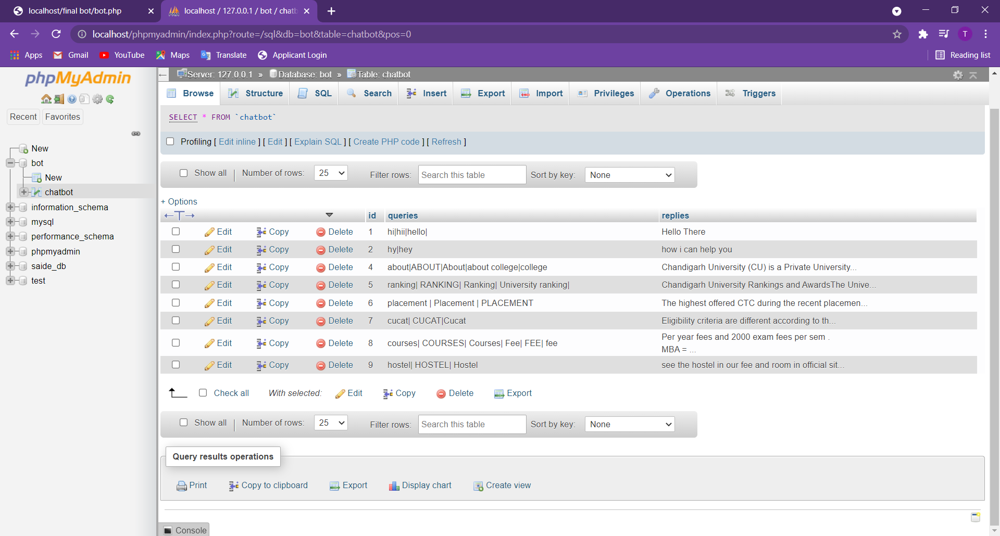 localhost/final bot/bot.php
localhost / 127.0.0.1 / bot / chatb
localhost/phpmyadmin/index.php?route=/sql&db=bot&table=chatbot&pos=0
T
Apps Gmail YouTube Maps Translate Applicant Login Reading list
phpMyAdmin
Recent Favorites
New
bot
New
chatbot
information_schema
mysql
performance_schema
phpmyadmin
saide_db
test
Server: 127.0.0.1 » Database: bot » Table: chatbot
Browse Structure SQL Search Insert Export Import Privileges Operations Triggers
SELECT * FROM `chatbot`
Profiling [ Edit inline ] [ Edit ] [ Explain SQL ] [ Create PHP code ] [ Refresh ]
Show all | Number of rows: 25 Filter rows: Search this table Sort by key: None
+ Options
←T→ id queries replies
Edit Copy Delete 1 hi|hii|hello| Hello There
Edit Copy Delete 2 hy|hey how i can help you
Edit Copy Delete 4 about|ABOUT|About|about college|college Chandigarh University (CU) is a Private University...
Edit Copy Delete 5 ranking| RANKING| Ranking| University ranking| Chandigarh University Rankings and AwardsThe Unive...
Edit Copy Delete 6 placement | Placement | PLACEMENT The highest offered CTC during the recent placemen...
Edit Copy Delete 7 cucat| CUCAT|Cucat Eligibility criteria are different according to th...
Edit Copy Delete 8 courses| COURSES| Courses| Fee| FEE| fee Per year fees and 2000 exam fees per sem .
MBA = ...
Edit Copy Delete 9 hostel| HOSTEL| Hostel see the hostel in our fee and room in official sit...
Check all With selected: Edit Copy Delete Export
Show all | Number of rows: 25 Filter rows: Search this table Sort by key: None
Query results operations
Print Copy to clipboard Export Display chart Create view
Console